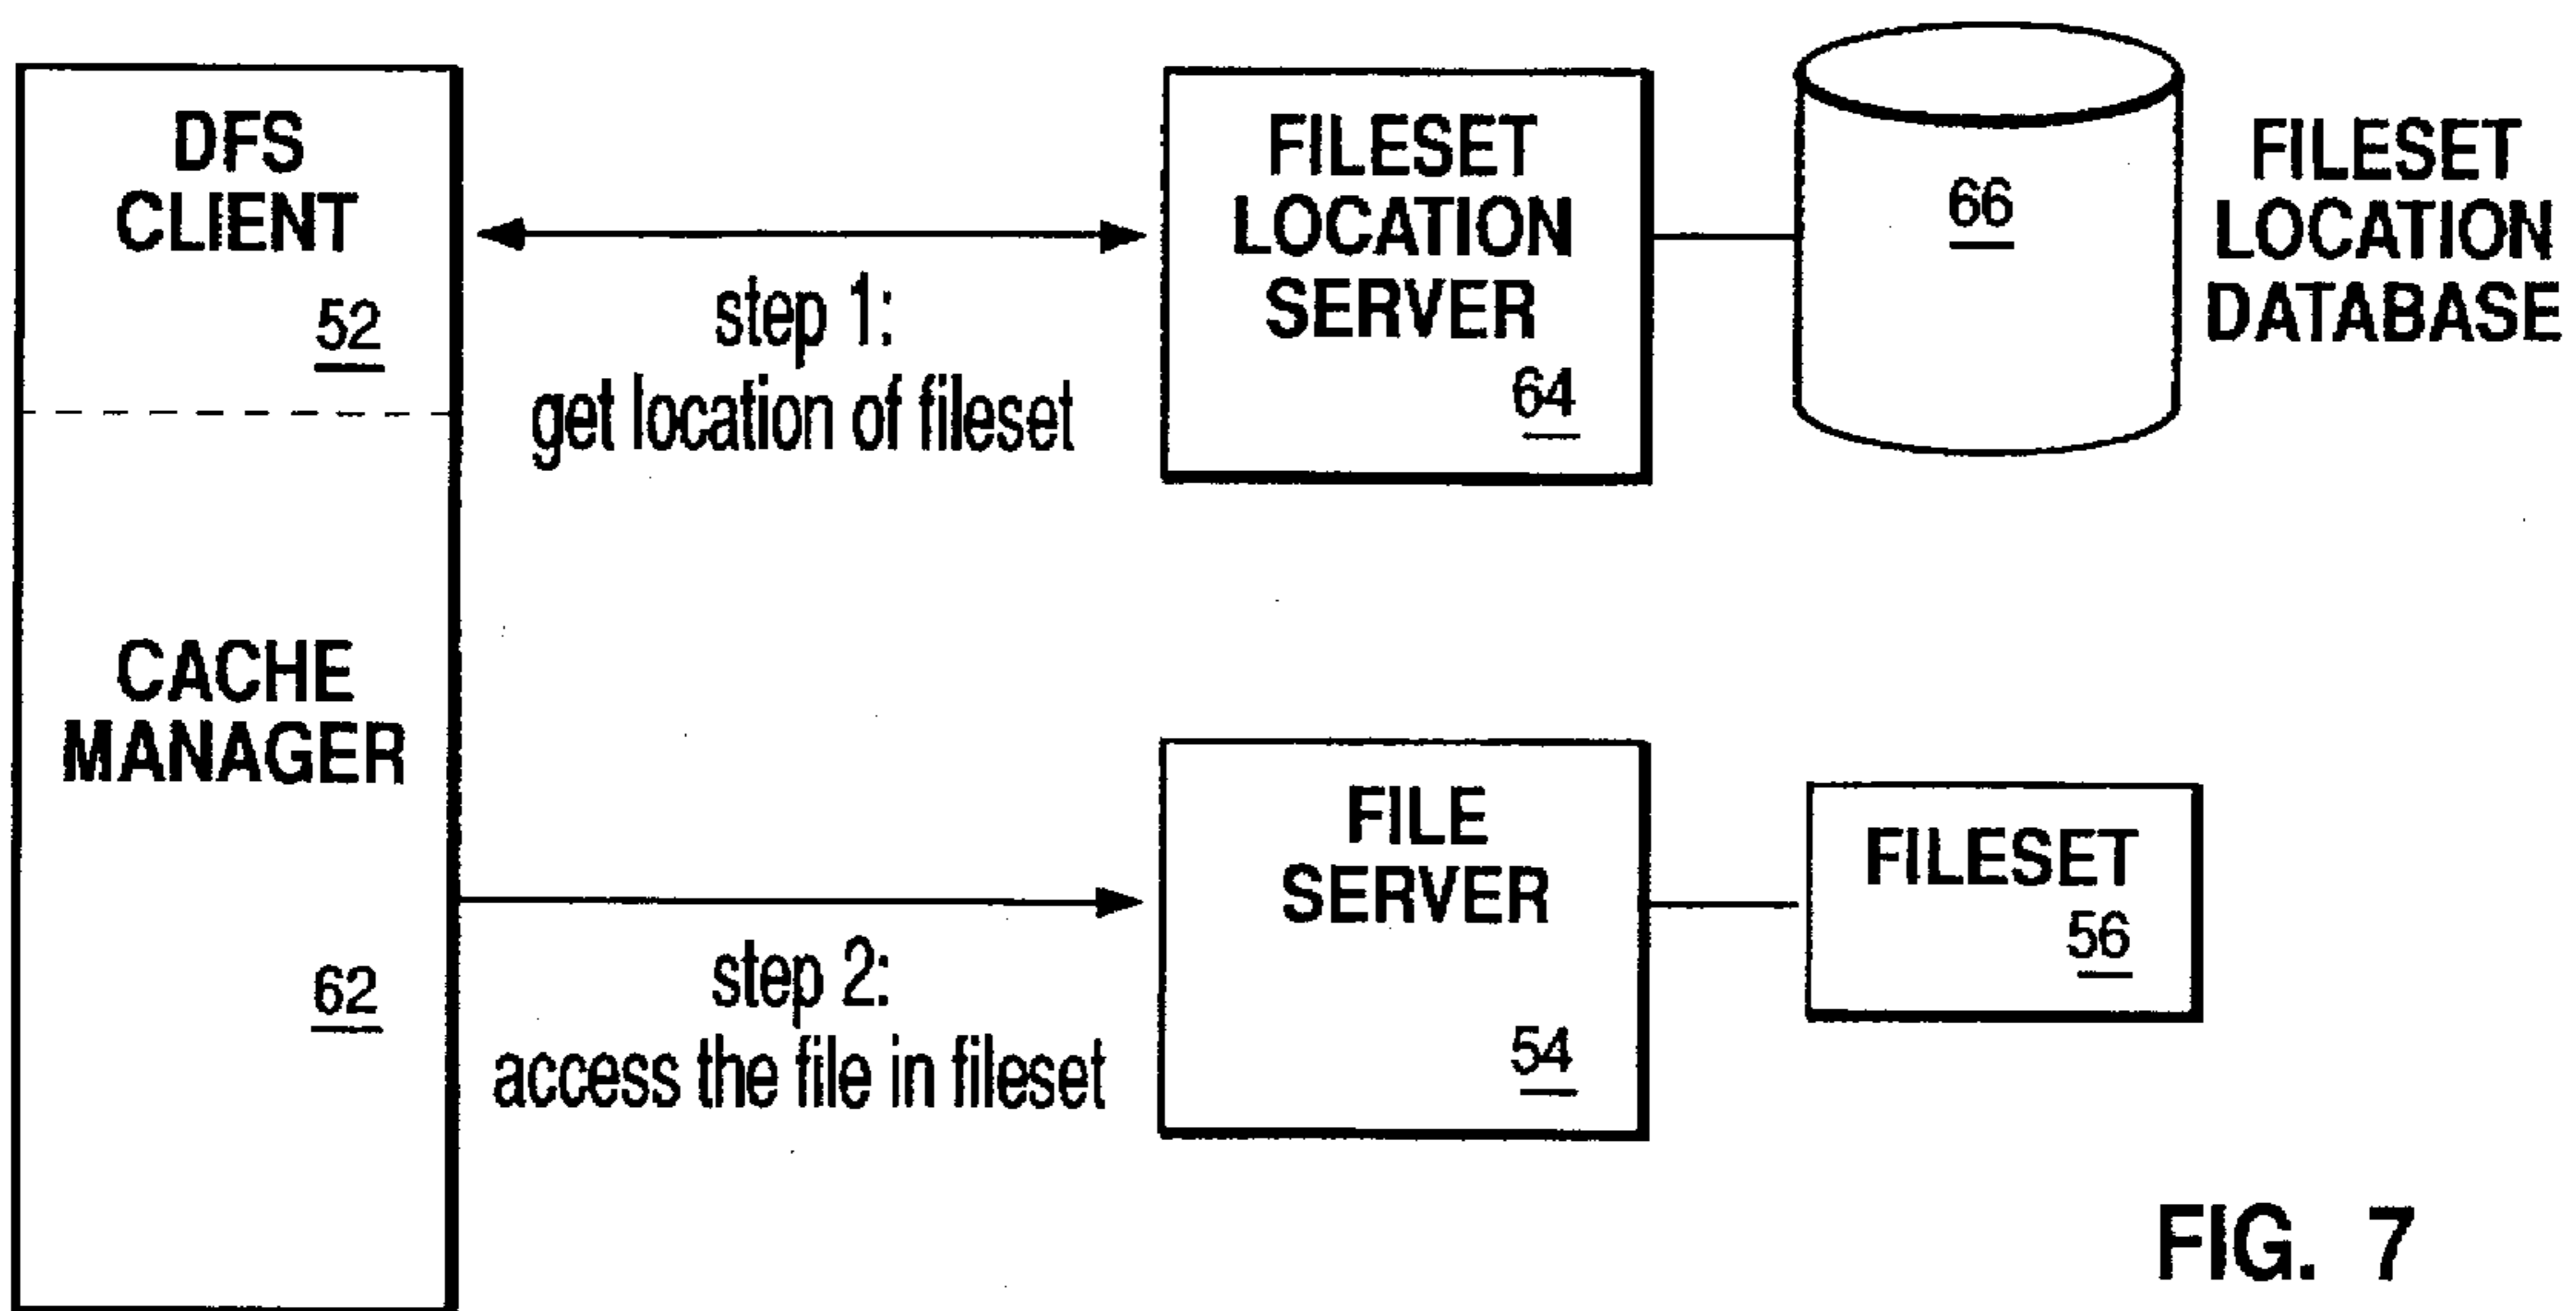 DFS
CLIENT
52
CACHE
MANAGER
62
step 1:
get location of fileset
FILESET
LOCATION
SERVER
64
66
FILESET
LOCATION
DATABASE
step 2:
access the file in fileset
FILE
SERVER
54
FILESET
56
FIG. 7